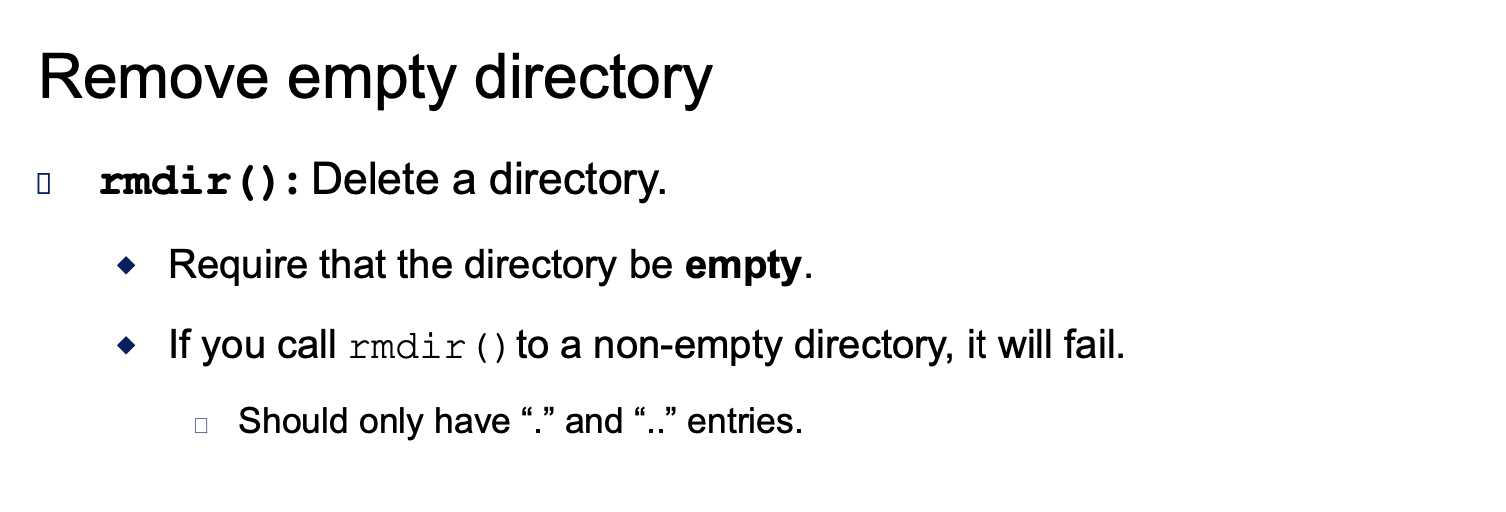 Remove empty directory
rmdir(): Delete a directory.
Require that the directory be empty.
If you call rmdir() to a non-empty directory, it will fail.
Should only have “.” and “..” entries.